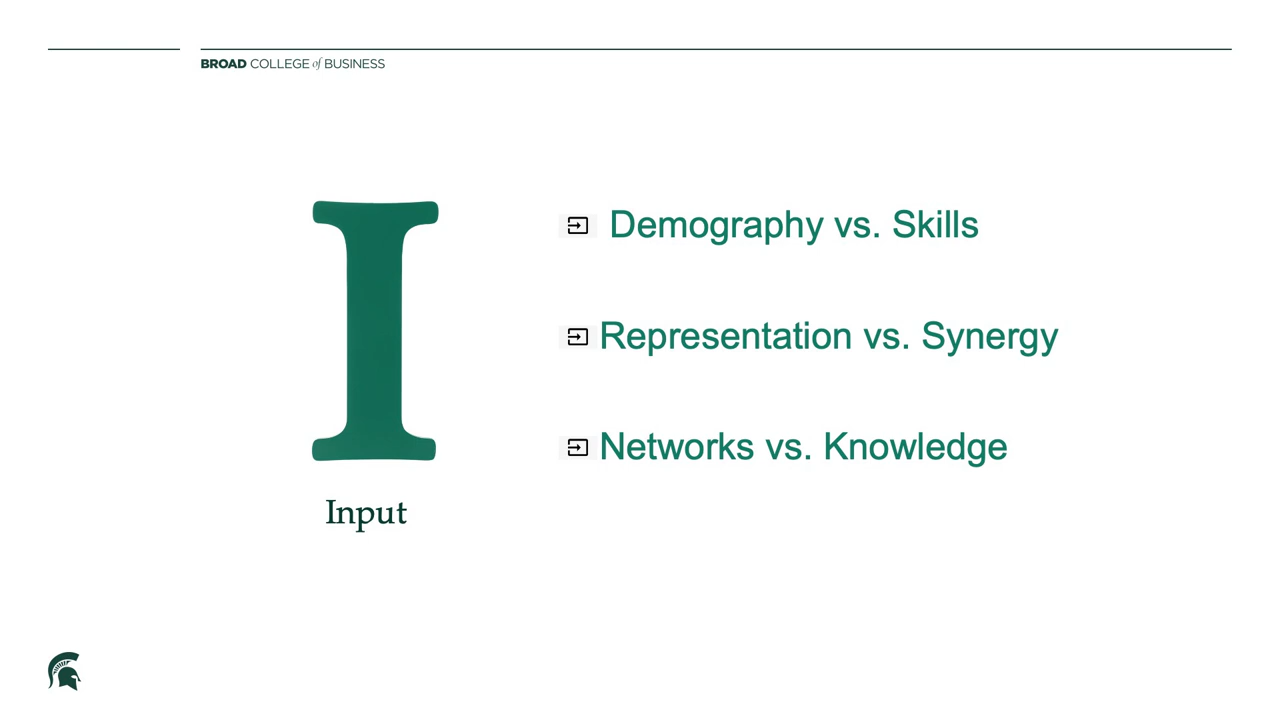 BROAD COLLEGE of BUSINESS
I
Input
Demography vs. Skills
Representation vs. Synergy
Networks vs. Knowledge